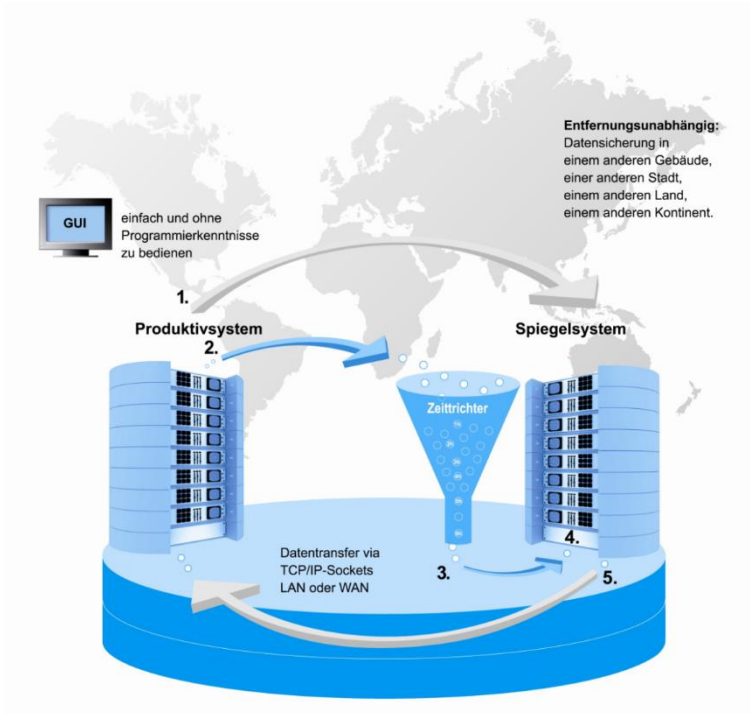 Entfernungsunabhängig:
Datensicherung in
einem anderen Gebäude,
einer anderen Stadt,
einem anderen Land,
einem anderen Kontinent.
GUI
einfach und ohne
Programmierkenntnisse
zu bedienen
1.
Produktivsystem
Spiegelsystem
2.
Zeittrichter
4.
Datentransfer via
TCP/IP-Sockets
LAN oder WAN
3.
5.